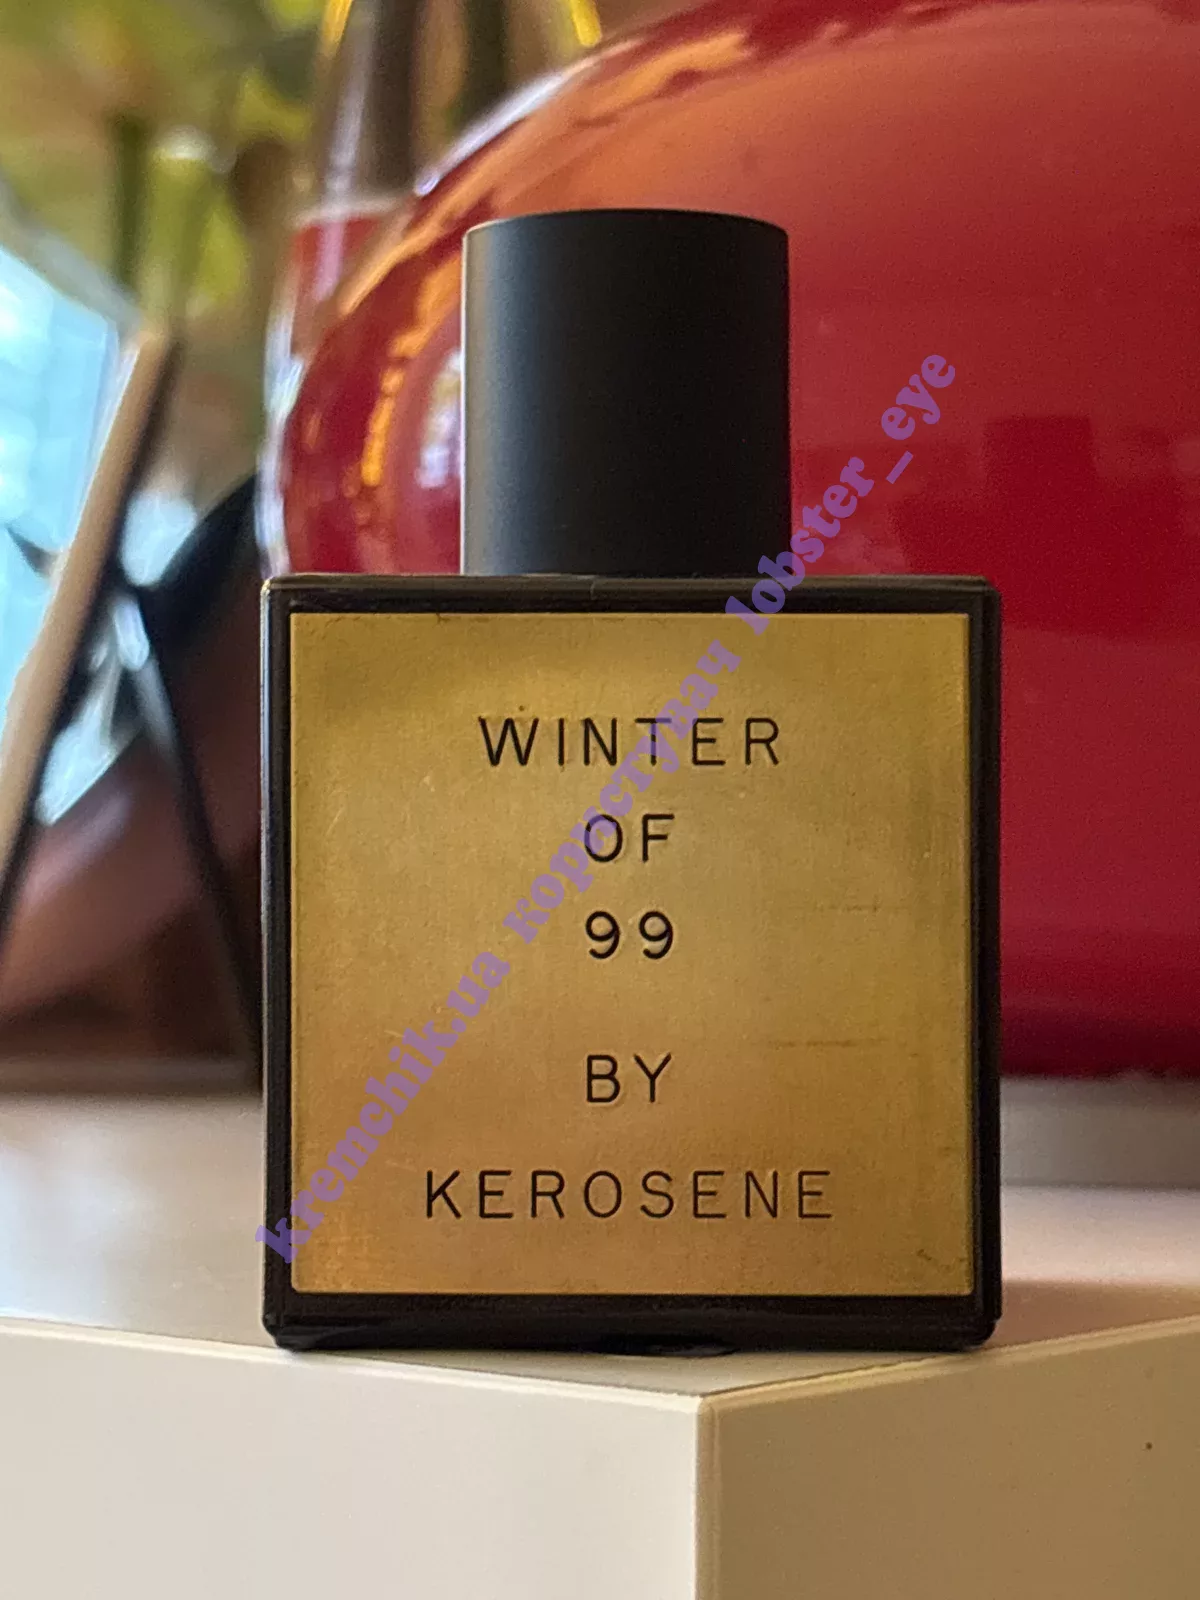 WINTER
OF
99
BY
KEROSENE
kremchik.ua користувач lobster_eye